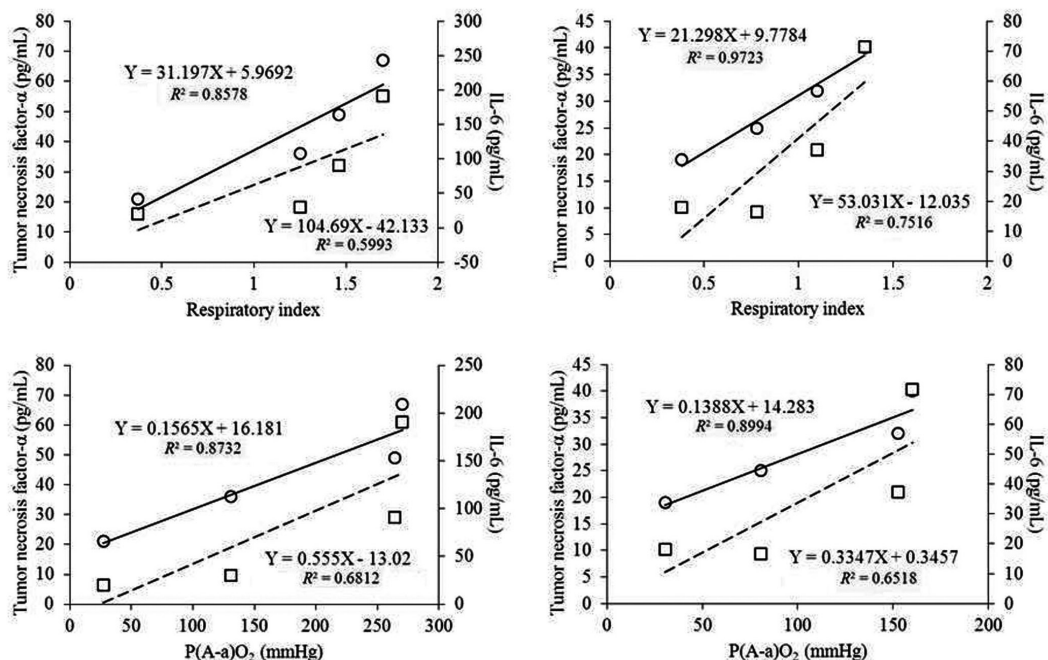 Tumor necrosis factor-α (pg/mL)
80
70
60
50
40
30
20
10
0
Y = 31.197X + 5.9692
R² = 0.8578
Y = 104.69X - 42.133
R² = 0.5993
300
250
200
150
100
50
0
-50
IL-6 (pg/mL)
0 0.5 1 1.5 2
Respiratory index
Tumor necrosis factor-α (pg/mL)
45
40
35
30
25
20
15
10
5
0
Y = 21.298X + 9.7784
R² = 0.9723
Y = 53.031X - 12.035
R² = 0.7516
80
70
60
50
40
30
20
10
0
IL-6 (pg/mL)
0 0.5 1 1.5 2
Respiratory index
Tumor necrosis factor-α (pg/mL)
80
70
60
50
40
30
20
10
0
Y = 0.1565X + 16.181
R² = 0.8732
Y = 0.555X - 13.02
R² = 0.6812
250
200
150
100
50
0
IL-6 (pg/mL)
0 50 100 150 200 250 300
P(A-a)O₂ (mmHg)
Tumor necrosis factor-α (pg/mL)
45
40
35
30
25
20
15
10
5
0
Y = 0.1388X + 14.283
R² = 0.8994
Y = 0.3347X + 0.3457
R² = 0.6518
80
70
60
50
40
30
20
10
0
IL-6 (pg/mL)
0 50 100 150 200
P(A-a)O₂ (mmHg)